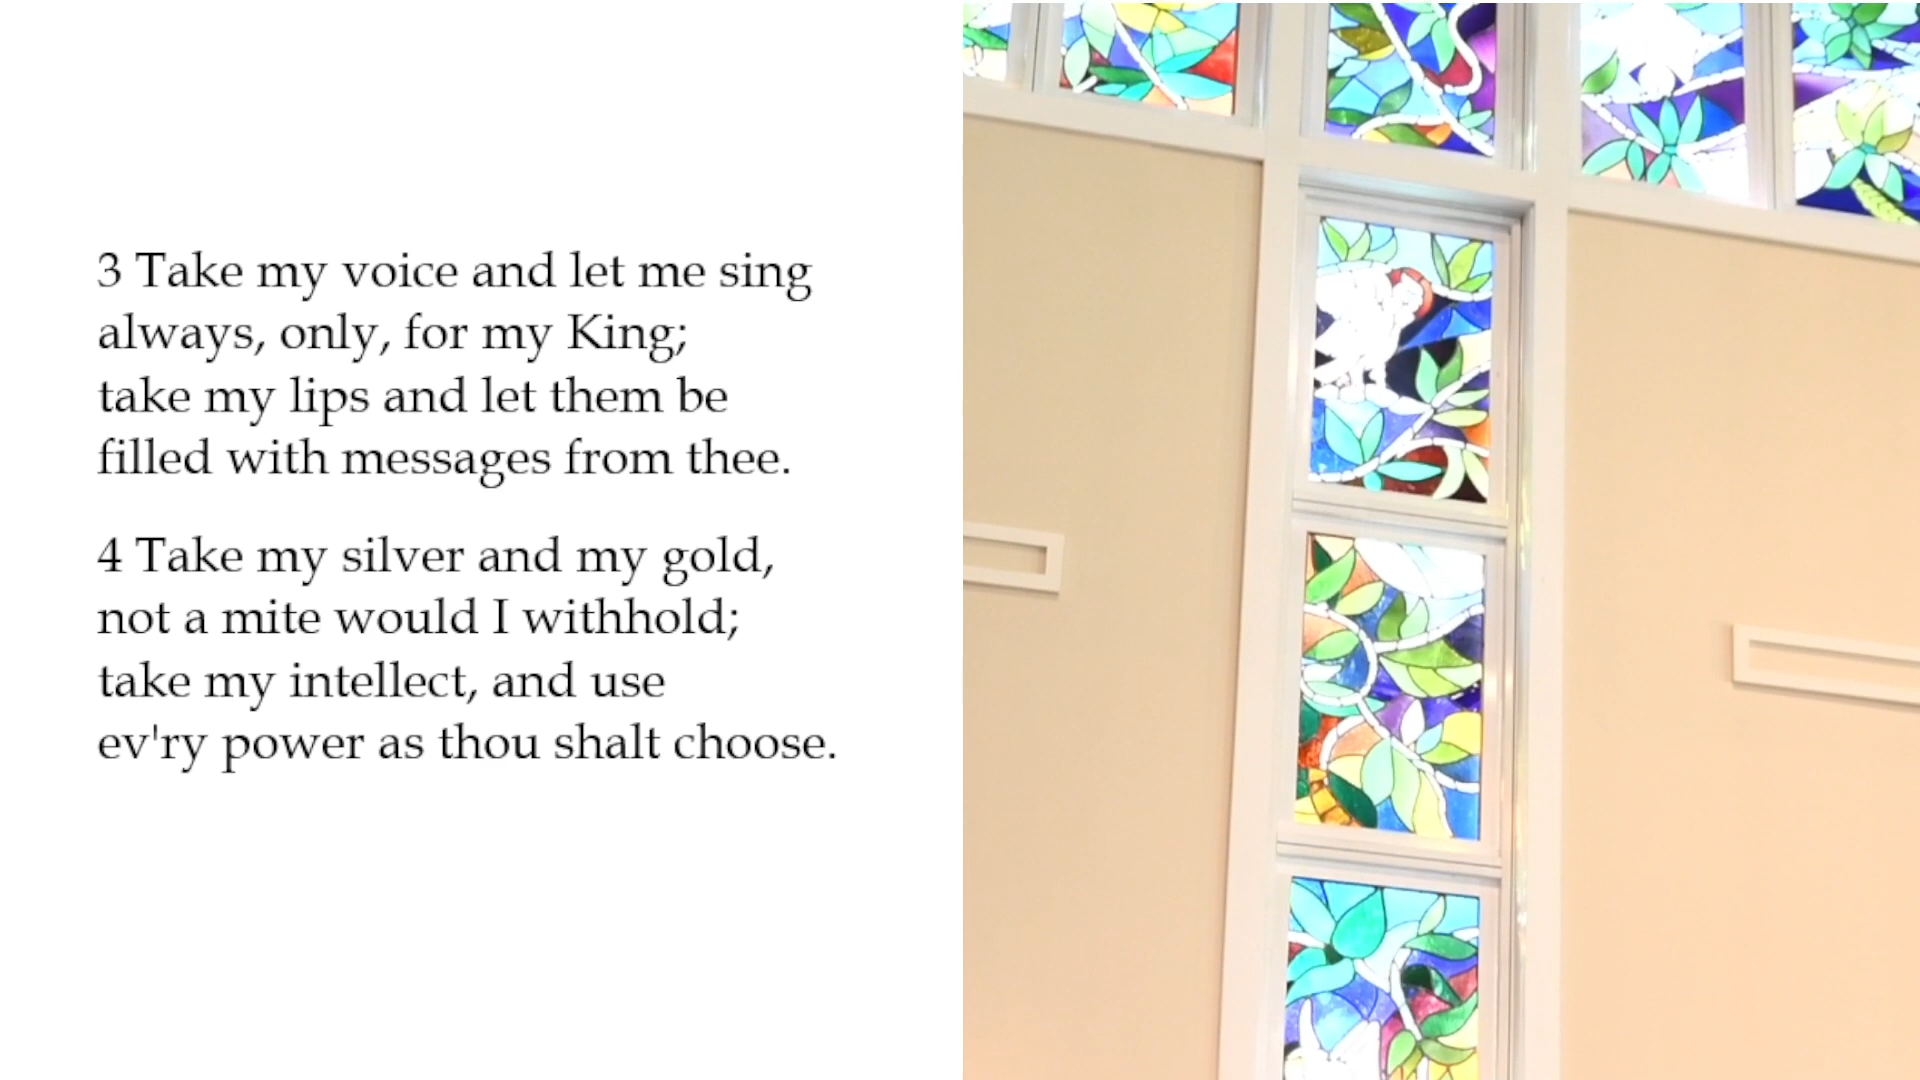 3 Take my voice and let me sing
always, only, for my King;
take my lips and let them be
filled with messages from thee.
4 Take my silver and my gold,
not a mite would I withhold;
take my intellect, and use
ev'ry power as thou shalt choose.